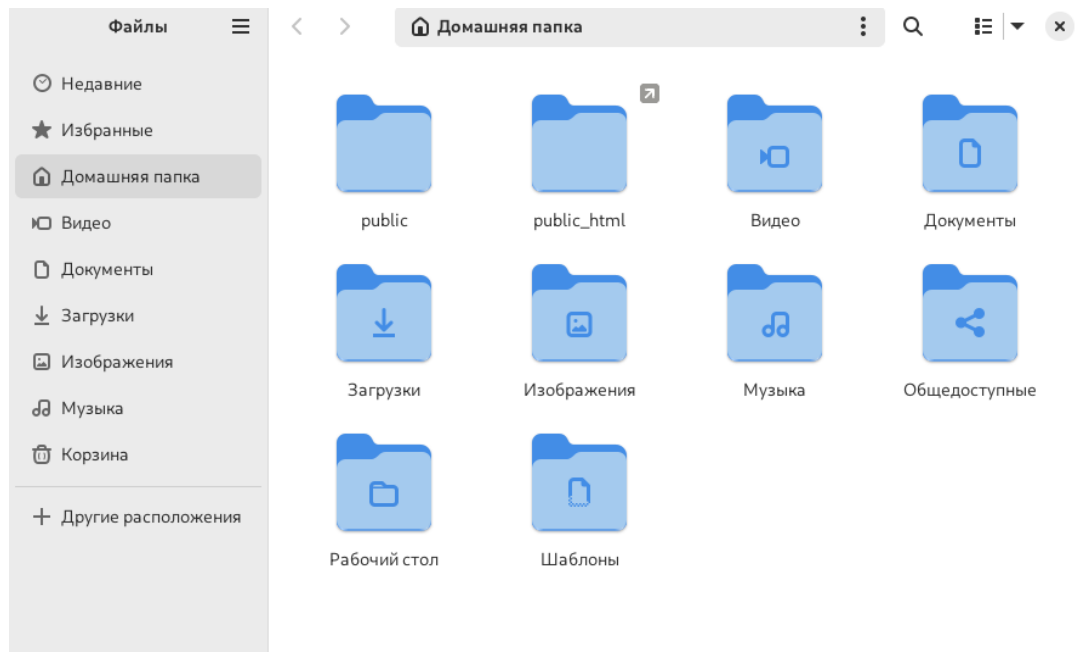 Файлы
Недавние
Избранные
Домашняя папка
Видео
Документы
Загрузки
Изображения
Музыка
Корзина
Другие расположения
Домашняя папка
public
public_html
Видео
Документы
Загрузки
Изображения
Музыка
Общедоступные
Рабочий стол
Шаблоны